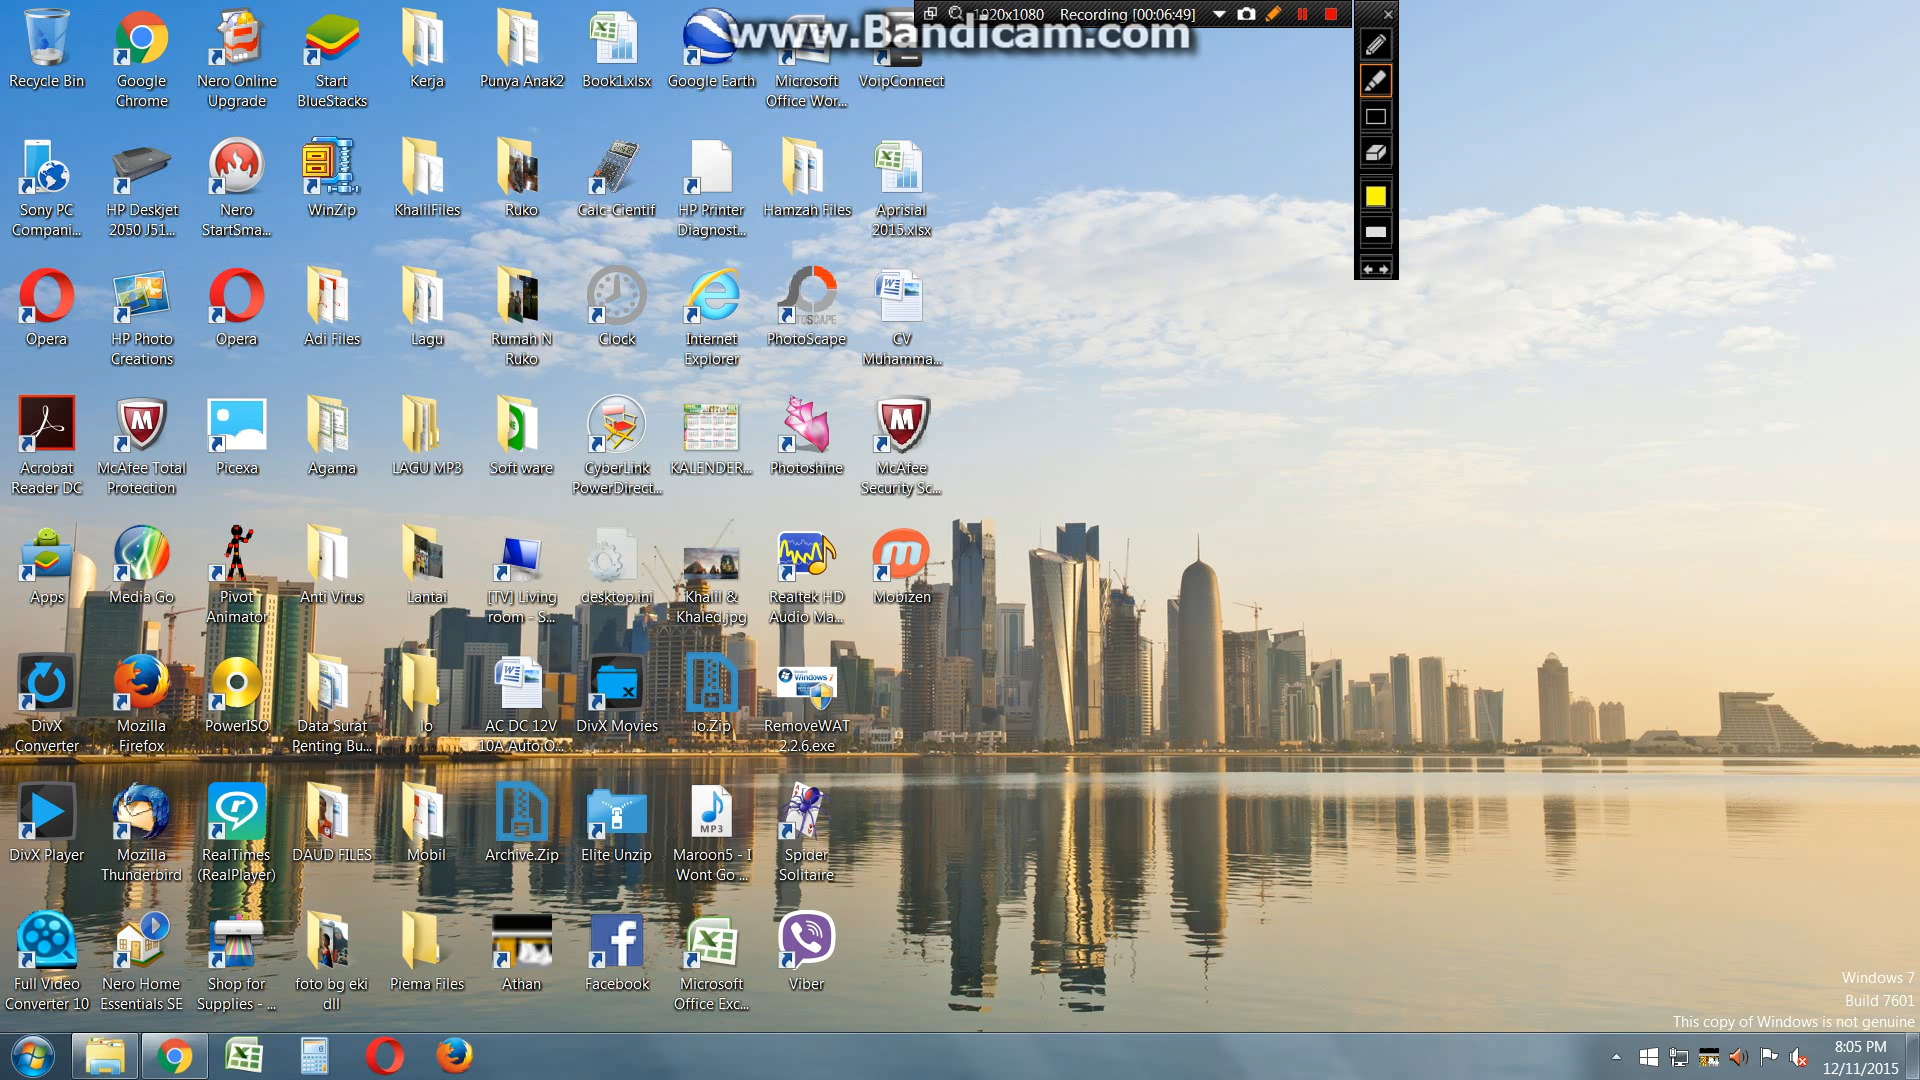 1920x1080 Recording [00:06:49]
www.Bandicam.com
Recycle Bin
Google Chrome
Nero Online Upgrade
Start BlueStacks
Kerja
Punya Anak2
Book1.xlsx
Google Earth
Microsoft Office Wor...
VoipConnect
Sony PC Compani...
HP Deskjet 2050 J51...
Nero StartSma...
WinZip
KhalilFiles
Ruko
Calc-Cientif
HP Printer Diagnost...
Hamzah Files
Aprisial 2015.xlsx
Opera
HP Photo Creations
Opera
Adi Files
Lagu
Rumah N Ruko
Clock
Internet Explorer
PhotoScape
CV Muhamma...
Acrobat Reader DC
McAfee Total Protection
Picexa
Agama
LAGU MP3
Soft ware
CyberLink PowerDirect...
KALENDER...
Photoshine
McAfee Security Sc...
Apps
Media Go
Pivot Animator
Anti Virus
Lantai
[TV] Living room - S...
desktop.ini
Khalil & Khaled.jpg
Realtek HD Audio Ma...
Mobizen
DivX Converter
Mozilla Firefox
PowerISO
Data Surat Penting Bu...
Io
AC DC 12V 10A Auto O...
DivX Movies
Io.Zip
RemoveWAT 2.2.6.exe
DivX Player
Mozilla Thunderbird
RealTimes (RealPlayer)
DAUD FILES
Mobil
Archive.Zip
Elite Unzip
MP3
Maroon5 - I Wont Go ...
Spider Solitaire
Full Video Converter 10
Nero Home Essentials SE
Shop for Supplies - ...
foto bg eki dll
Piema Files
Athan
Facebook
Microsoft Office Exc...
Viber
Windows 7
Build 7601
This copy of Windows is not genuine
8:05 PM
12/11/2015